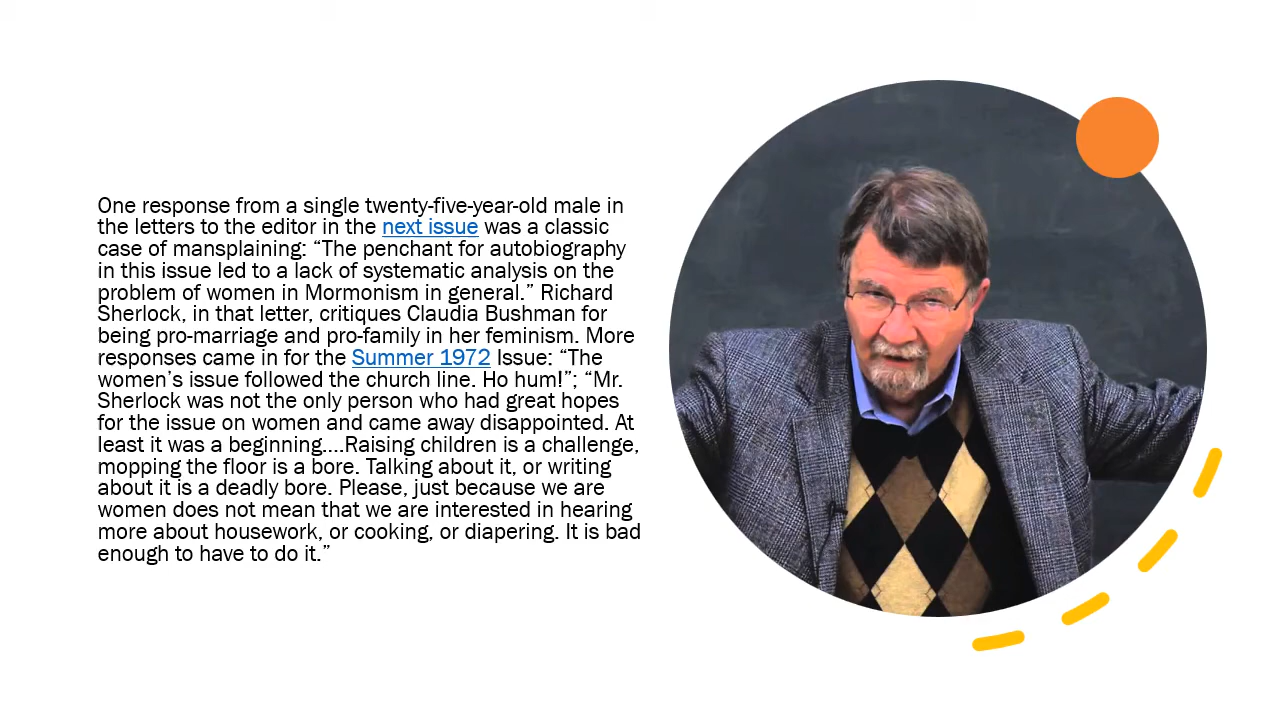 One response from a single twenty-five-year-old male in
the letters to the editor in the next issue was a classic
case of mansplaining: “The penchant for autobiography
in this issue led to a lack of systematic analysis on the
problem of women in Mormonism in general.” Richard
Sherlock, in that letter, critiques Claudia Bushman for
being pro-marriage and pro-family in her feminism. More
responses came in for the Summer 1972 Issue: “The
women’s issue followed the church line. Ho hum!”; “Mr.
Sherlock was not the only person who had great hopes
for the issue on women and came away disappointed. At
least it was a beginning....Raising children is a challenge,
mopping the floor is a bore. Talking about it, or writing
about it is a deadly bore. Please, just because we are
women does not mean that we are interested in hearing
more about housework, or cooking, or diapering. It is bad
enough to have to do it.”